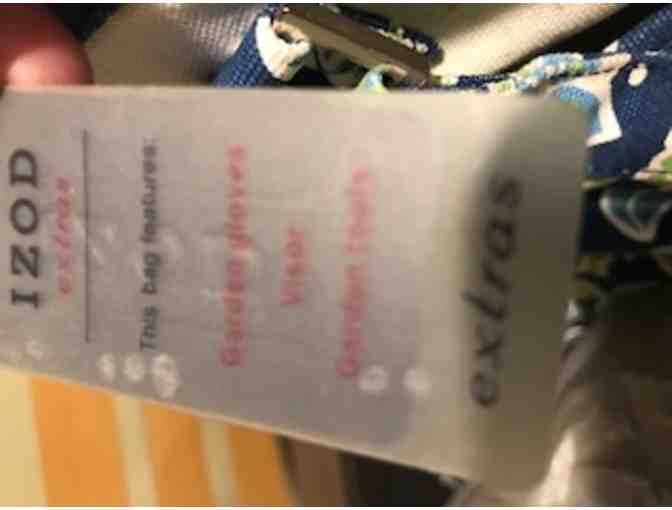 IZOD
extras
This bag features:
Garden gloves
Visor
Garden tools
extras